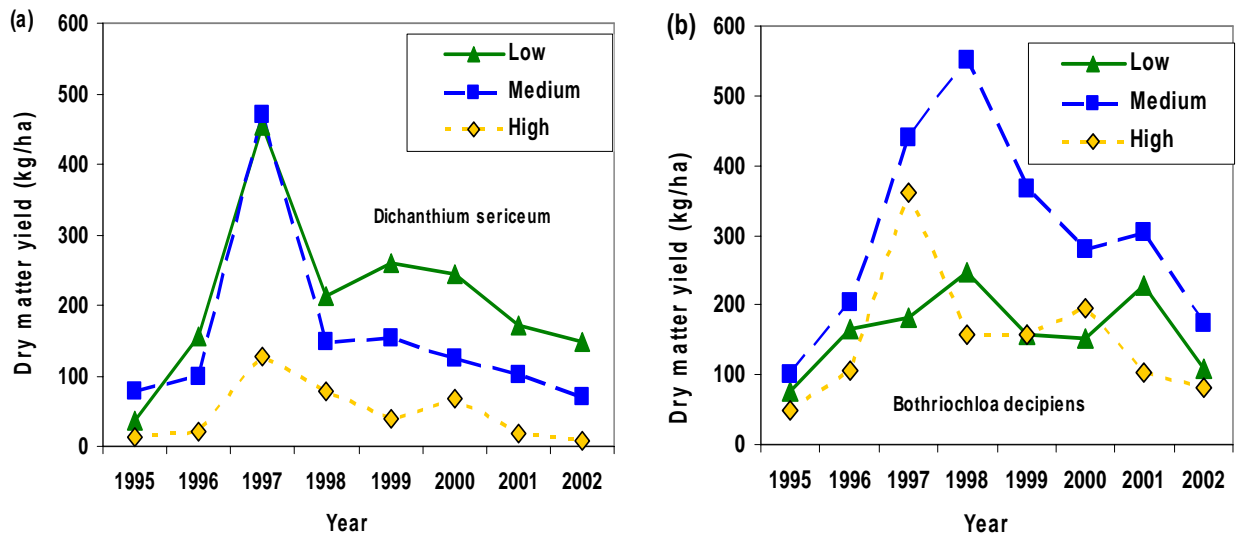 (a)
600
500
400
300
200
100
0
Dry matter yield (kg/ha)
Low
Medium
High
Dichanthium sericeum
1995 1996 1997 1998 1999 2000 2001 2002
Year
(b)
600
500
400
300
200
100
0
Dry matter yield (kg/ha)
Low
Medium
High
Bothriochloa decipiens
1995 1996 1997 1998 1999 2000 2001 2002
Year